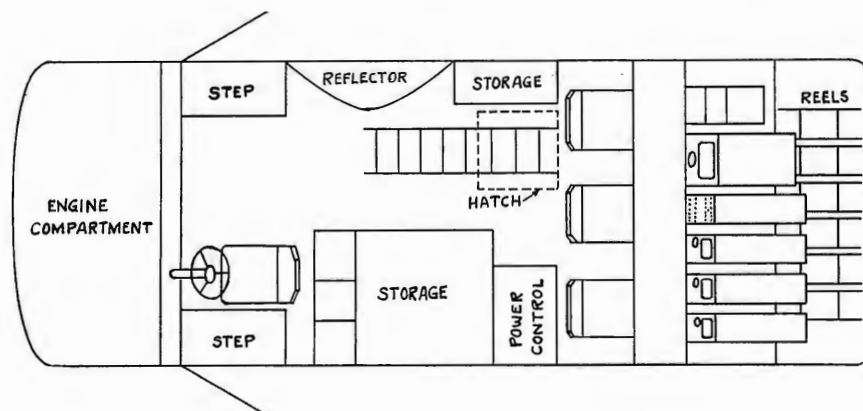 STEP
REFLECTOR
STORAGE
REELS
HATCH
ENGINE
COMPARTMENT
STORAGE
POWER
CONTROL
STEP